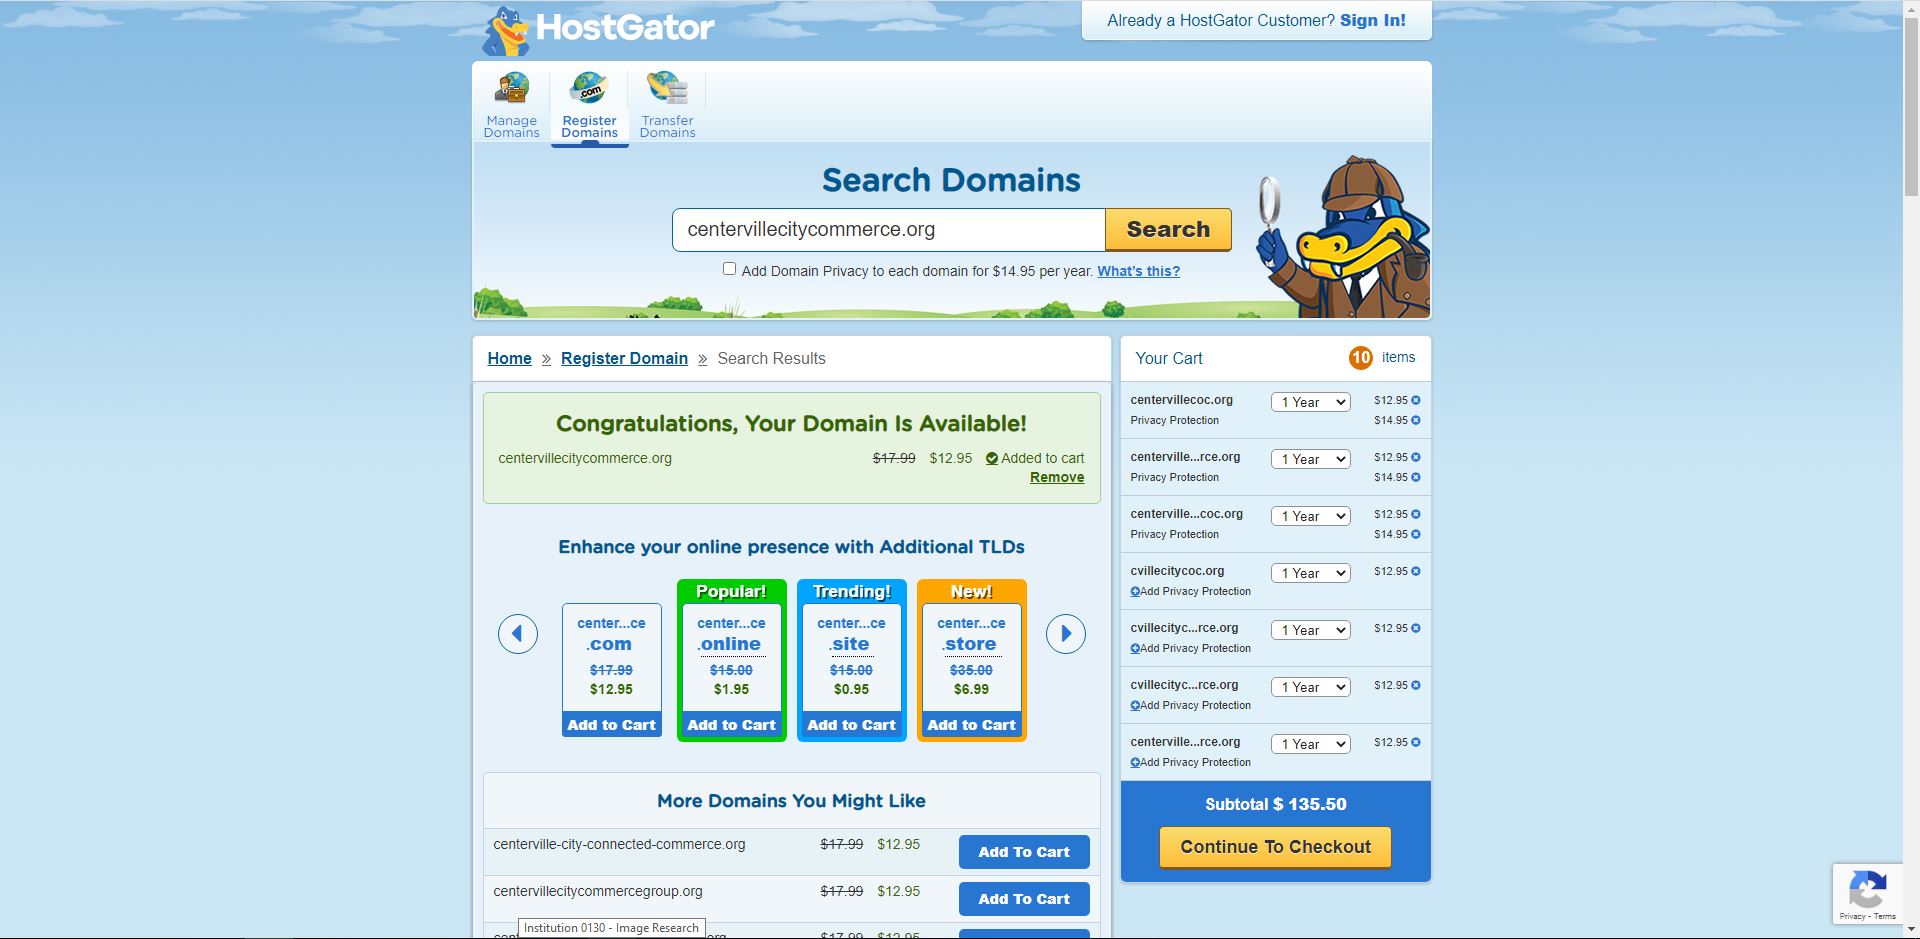 HostGator
Already a HostGator Customer? Sign In!
Manage
Domains
.com
Register
Domains
Transfer
Domains
Search Domains
centervillecitycommerce.org
Search
Add Domain Privacy to each domain for $14.95 per year. What's this?
Home » Register Domain » Search Results
Congratulations, Your Domain Is Available!
centervillecitycommerce.org $17.99 $12.95 Added to cart
Remove
Enhance your online presence with Additional TLDs
center...ce
.com
$17.99
$12.95
Add to Cart
Popular!
center...ce
.online
$15.00
$1.95
Add to Cart
Trending!
center...ce
.site
$15.00
$0.95
Add to Cart
New!
center...ce
.store
$35.00
$6.99
Add to Cart
More Domains You Might Like
centerville-city-connected-commerce.org $17.99 $12.95 Add To Cart
centervillecitycommercegroup.org $17.99 $12.95 Add To Cart
Institution 0130 - Image Research
$17.99 $12.95
Your Cart 10 items
centervillecoc.org 1 Year $12.95
Privacy Protection $14.95
centerville...rce.org 1 Year $12.95
Privacy Protection $14.95
centerville...coc.org 1 Year $12.95
Privacy Protection $14.95
cvillecitycoc.org 1 Year $12.95
Add Privacy Protection
cvillecityc...rce.org 1 Year $12.95
Add Privacy Protection
cvillecityc...rce.org 1 Year $12.95
Add Privacy Protection
centerville...rce.org 1 Year $12.95
Add Privacy Protection
Subtotal $ 135.50
Continue To Checkout
Privacy - Terms